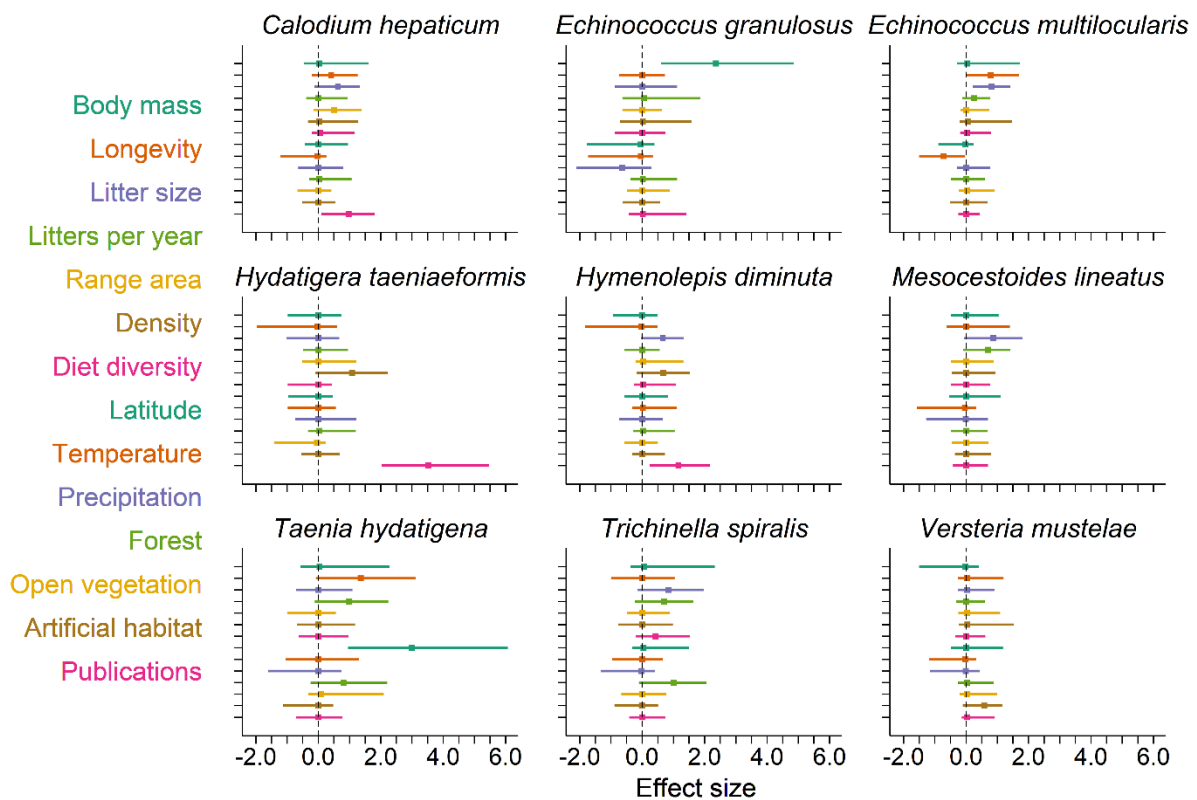 Calodium hepaticum
Echinococcus granulosus
Echinococcus multilocularis
Body mass
Longevity
Litter size
Litters per year
Range area
Density
Diet diversity
Latitude
Temperature
Precipitation
Forest
Open vegetation
Artificial habitat
Publications
Hydatigera taeniaeformis
Hymenolepis diminuta
Mesocestoides lineatus
Taenia hydatigena
Trichinella spiralis
Versteria mustelae
-2.0 0.0 2.0 4.0 6.0
-2.0 0.0 2.0 4.0 6.0
-2.0 0.0 2.0 4.0 6.0
Effect size